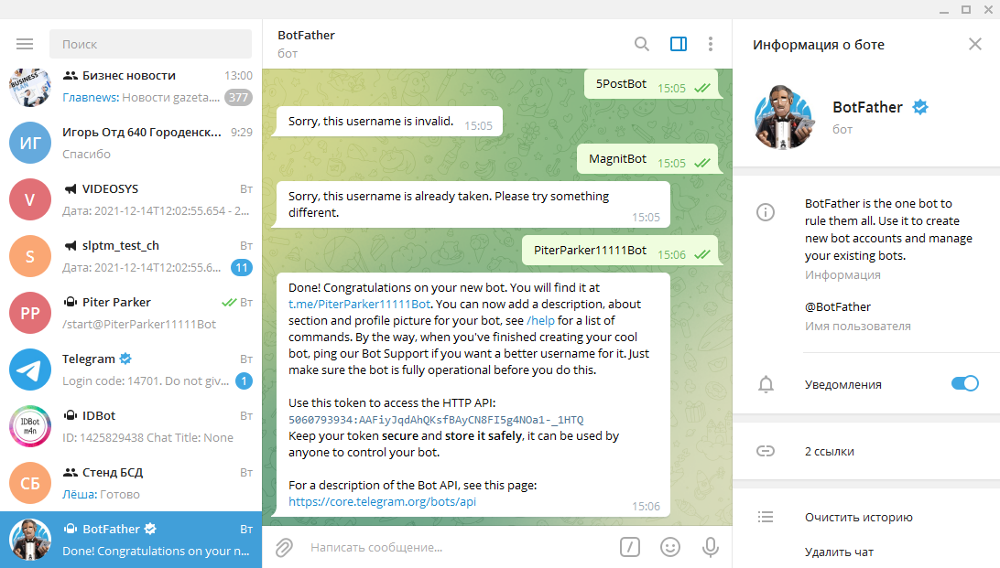 Поиск
Бизнес новости 13:00
Главнews: Новости gazeta.... 377
ИГ
Игорь Отд 640 Городенск... 9:29
Спасибо
V
VIDEOSYS Вт
Дата: 2021-12-14T12:02:55.654 - 2...
S
slptm_test_ch Вт
Дата: 2021-12-14T12:02:55.6... 11
PP
Piter Parker Вт
/start@PiterParker11111Bot
Telegram Вт
Login code: 14701. Do not giv... 1
IDBot
m4n
IDBot Вт
ID: 1425829438 Chat Title: None
СБ
Стенд БСД Вт
Лёша: Готово
BotFather Вт
Done! Congratulations on your n...
BotFather
бот
5PostBot 15:05
Sorry, this username is invalid. 15:05
MagnitBot 15:05
Sorry, this username is already taken. Please try something
different. 15:05
PiterParker11111Bot 15:06
Done! Congratulations on your new bot. You will find it at
t.me/PiterParker11111Bot. You can now add a description, about
section and profile picture for your bot, see /help for a list of
commands. By the way, when you've finished creating your cool
bot, ping our Bot Support if you want a better username for it. Just
make sure the bot is fully operational before you do this.
Use this token to access the HTTP API:
5060793934:AAFiyJqdAhQKsfBAyCN8FI5g4NOa1-_1HTQ
Keep your token secure and store it safely, it can be used by
anyone to control your bot.
For a description of the Bot API, see this page:
https://core.telegram.org/bots/api 15:06
Написать сообщение...
Информация о боте
BotFather
бот
BotFather is the one bot to
rule them all. Use it to create
new bot accounts and manage
your existing bots.
Информация
@BotFather
Имя пользователя
Уведомления
2 ссылки
Очистить историю
Удалить чат